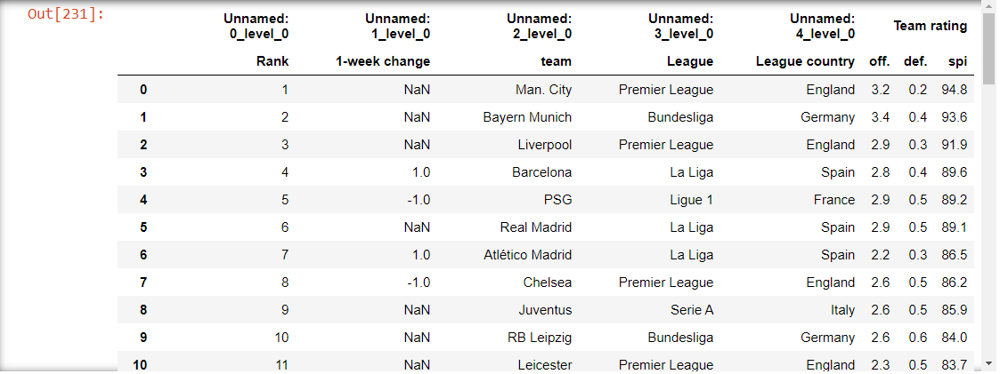 Out[231]:
Unnamed: Unnamed: Unnamed: Unnamed: Unnamed: Team rating
0_level_0 1_level_0 2_level_0 3_level_0 4_level_0
Rank 1-week change team League League country off. def. spi
0 1 NaN Man. City Premier League England 3.2 0.2 94.8
1 2 NaN Bayern Munich Bundesliga Germany 3.4 0.4 93.6
2 3 NaN Liverpool Premier League England 2.9 0.3 91.9
3 4 1.0 Barcelona La Liga Spain 2.8 0.4 89.6
4 5 -1.0 PSG Ligue 1 France 2.9 0.5 89.2
5 6 NaN Real Madrid La Liga Spain 2.9 0.5 89.1
6 7 1.0 Atlético Madrid La Liga Spain 2.2 0.3 86.5
7 8 -1.0 Chelsea Premier League England 2.6 0.5 86.2
8 9 NaN Juventus Serie A Italy 2.6 0.5 85.9
9 10 NaN RB Leipzig Bundesliga Germany 2.6 0.6 84.0
10 11 NaN Leicester Premier League England 2.3 0.5 83.7